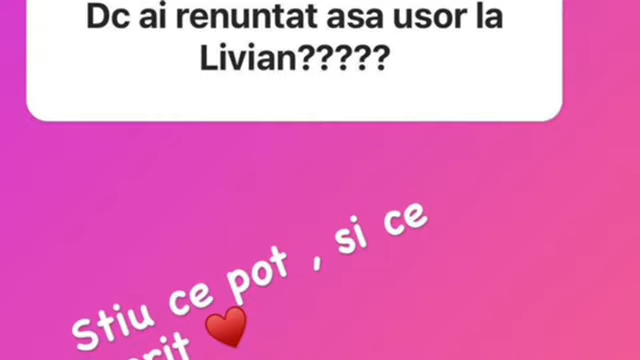 Dc ai renuntat asa usor la
Livian?????
Stiu ce pot , si ce